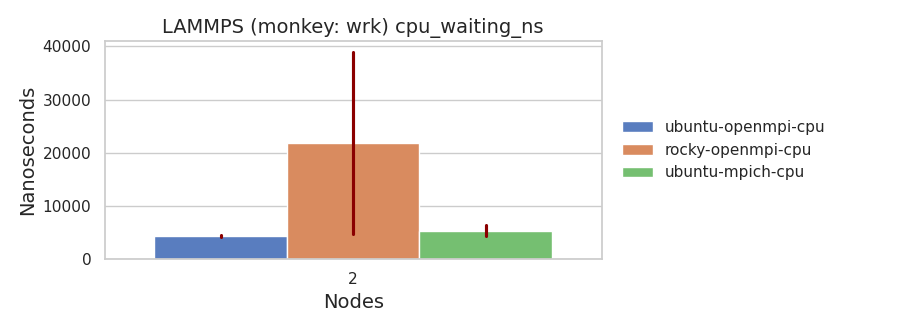 LAMMPS (monkey: wrk) cpu_waiting_ns
Nanoseconds
40000
30000
20000
10000
0
2
Nodes
ubuntu-openmpi-cpu
rocky-openmpi-cpu
ubuntu-mpich-cpu